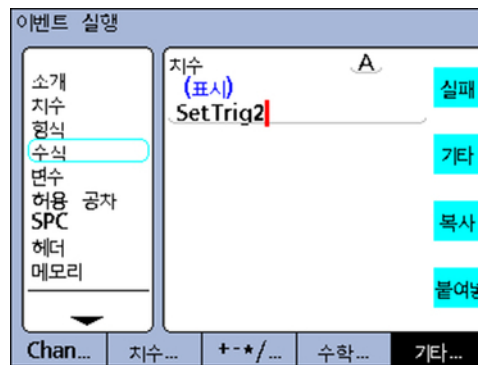 이벤트 실행
소개
치수
형식
수식
변수
허용 공차
SPC
헤더
메모리
치수
A
(표시)
SetTrig2
실패
기타
복사
붙여넣
Chan...
치수...
+-*/...
수학...
기타...